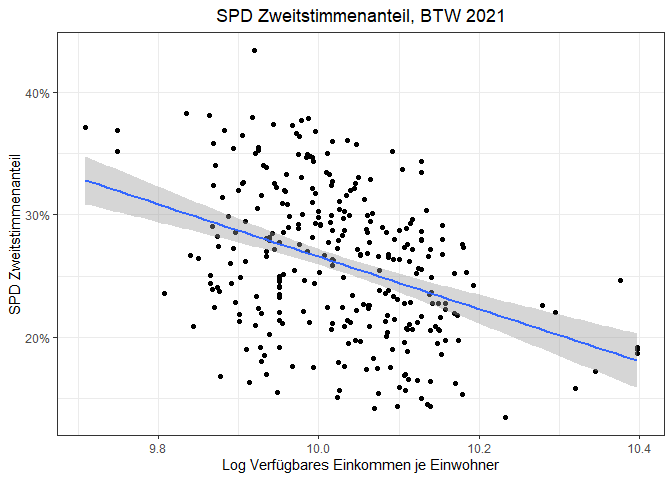 SPD Zweitstimmenanteil, BTW 2021
SPD Zweitstimmenanteil
40%
30%
20%
9.8 10.0 10.2 10.4
Log Verfügbares Einkommen je Einwohner